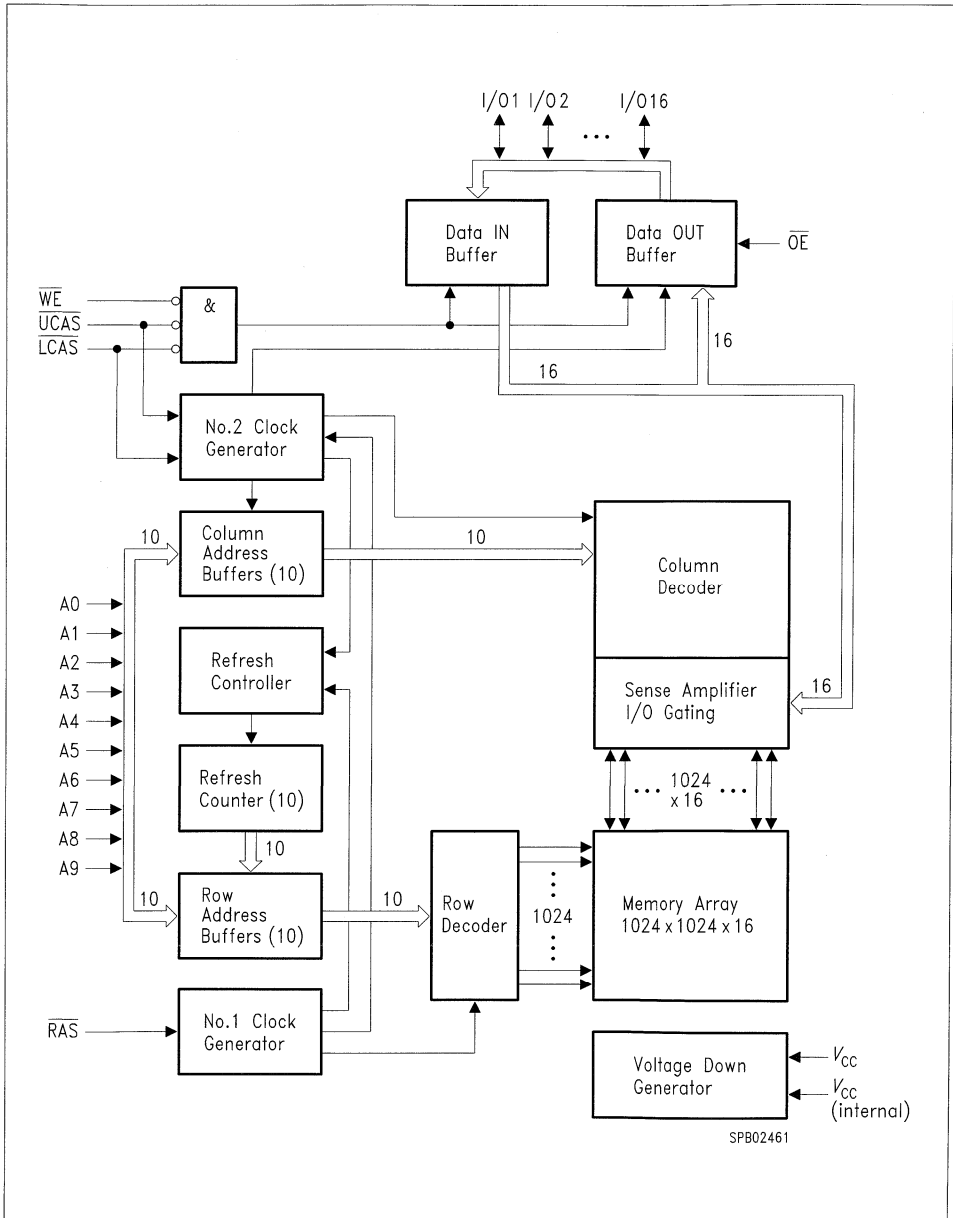 I/O1 I/O2 ... I/O16
Data IN
Buffer
Data OUT
Buffer
OE
WE
UCAS
LCAS
&
16
16
No.2 Clock
Generator
10
Column
Address
Buffers (10)
10
Column
Decoder
A0
A1
A2
A3
A4
A5
A6
A7
A8
A9
Refresh
Controller
Sense Amplifier
I/O Gating
16
Refresh
Counter (10)
... 1024 ...
x 16
10
10
Row
Address
Buffers (10)
10
Row
Decoder
1024
Memory Array
1024 x 1024 x 16
RAS
No.1 Clock
Generator
Voltage Down
Generator
VCC
VCC
(internal)
SPB02461